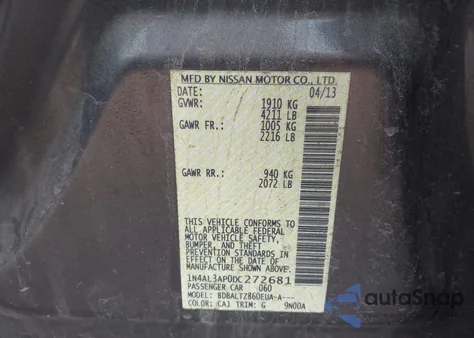 MFD BY NISSAN MOTOR CO., LTD.
DATE: 04/13
GVWR: 1910 KG
4211 LB
GAWR FR.: 1005 KG
2216 LB
GAWR RR.: 940 KG
2072 LB
THIS VEHICLE CONFORMS TO
ALL APPLICABLE FEDERAL
MOTOR VEHICLE SAFETY,
BUMPER, AND THEFT
PREVENTION STANDARDS IN
EFFECT ON THE DATE OF
MANUFACTURE SHOWN ABOVE.
1N4AL3AP0DC272681
PASSENGER CAR 060
MODEL: BDBALTZ860EUA-A---
COLOR: CAJ TRIM: G 9N00A
autoSnap